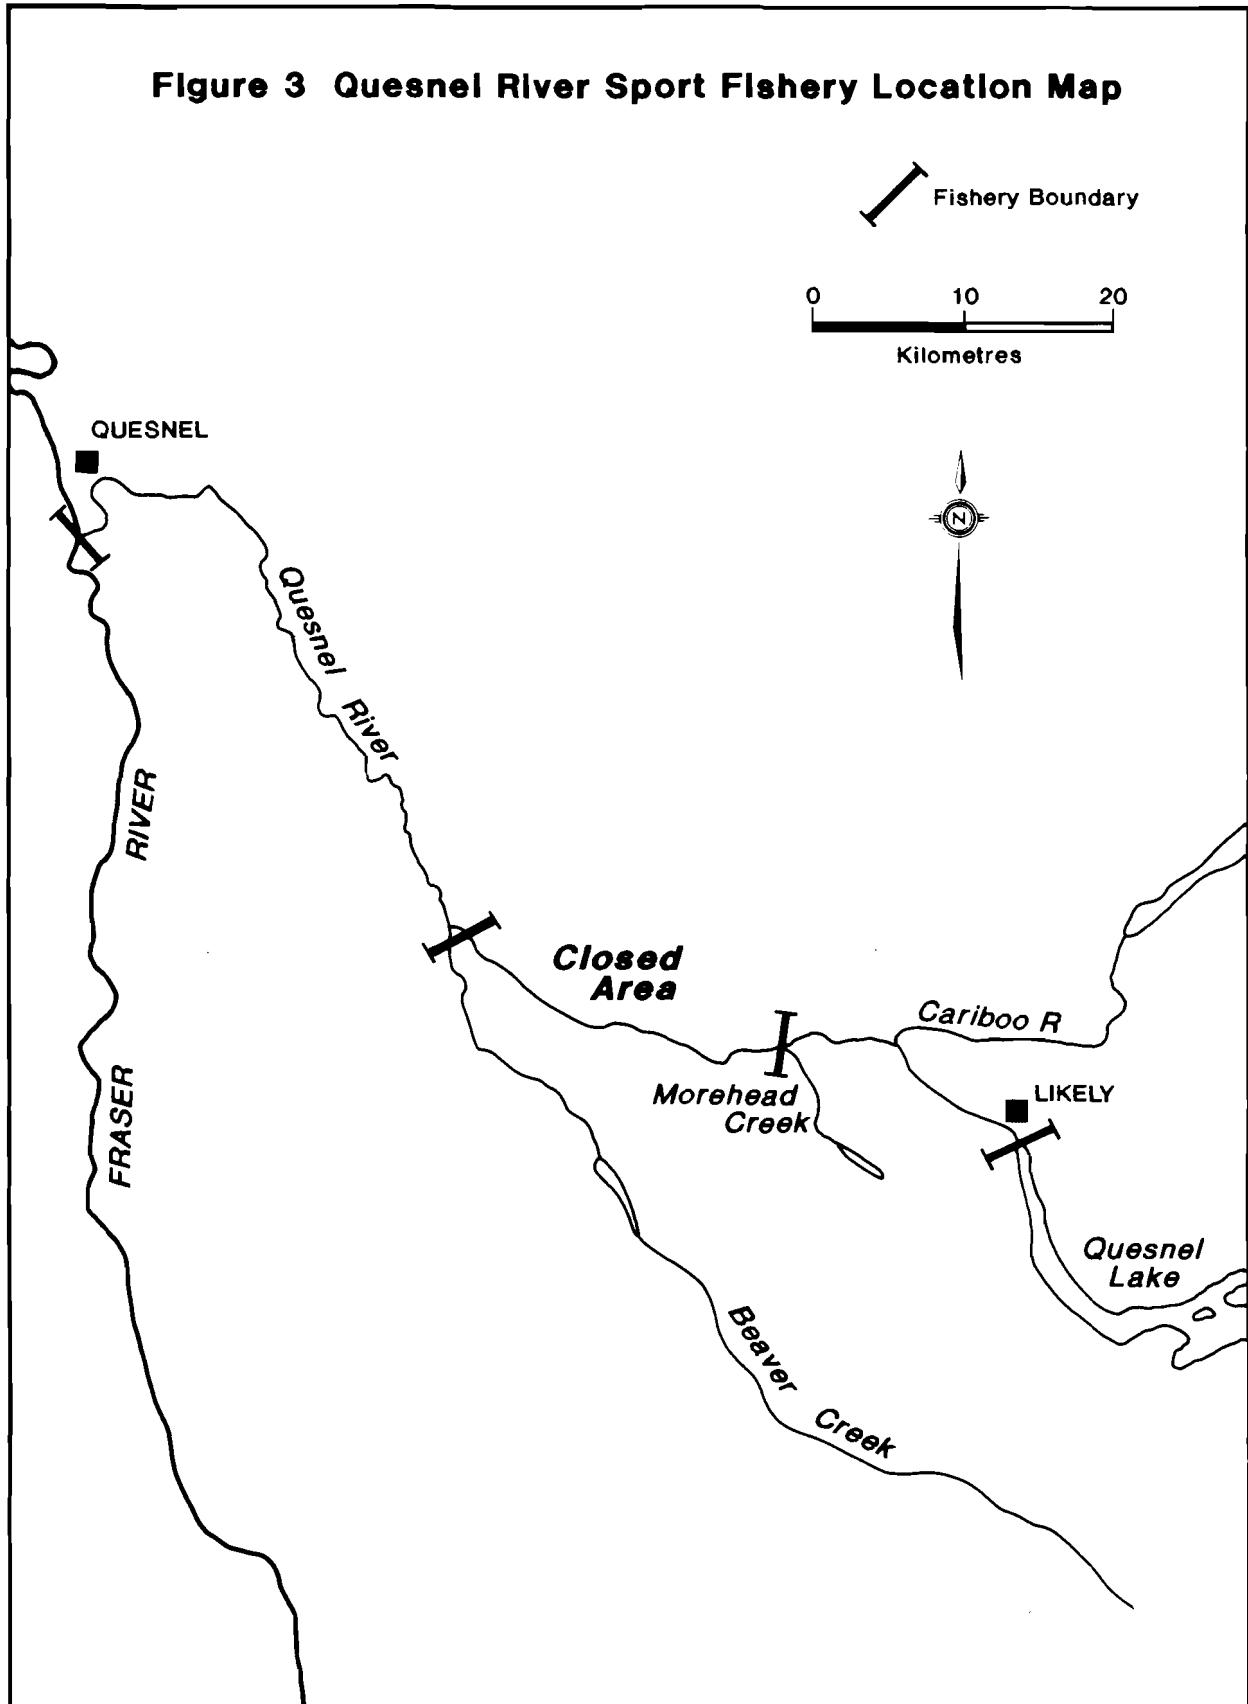 Figure 3 Quesnel River Sport Fishery Location Map
Fishery Boundary
0 10 20
Kilometres
QUESNEL
N
Quesnel River
RIVER
FRASER
Closed
Area
Cariboo R
Morehead
Creek
LIKELY
Quesnel
Lake
Beaver Creek